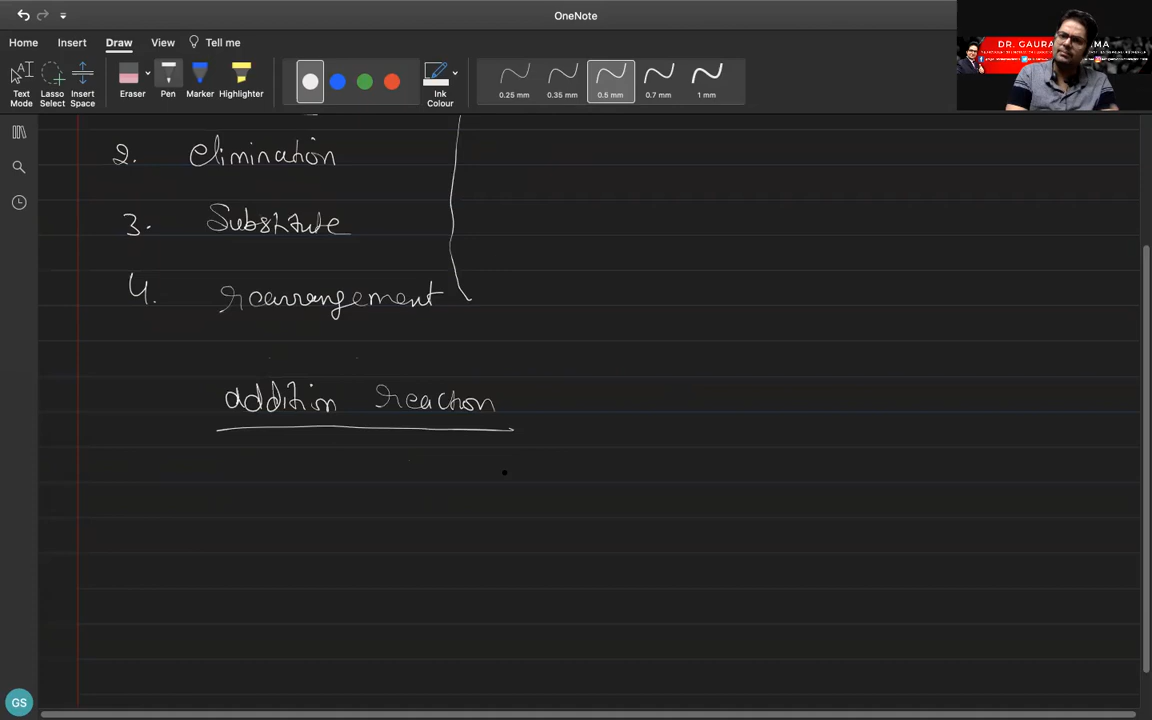 OneNote
Home Insert Draw View Tell me
Text Mode
Lasso Select
Insert Space
Eraser
Pen
Marker
Highlighter
Ink Colour
0.25 mm 0.35 mm 0.5 mm 0.7 mm 1 mm
2. elimination
3. Substitute
4. rearrangement
addition reaction
GS